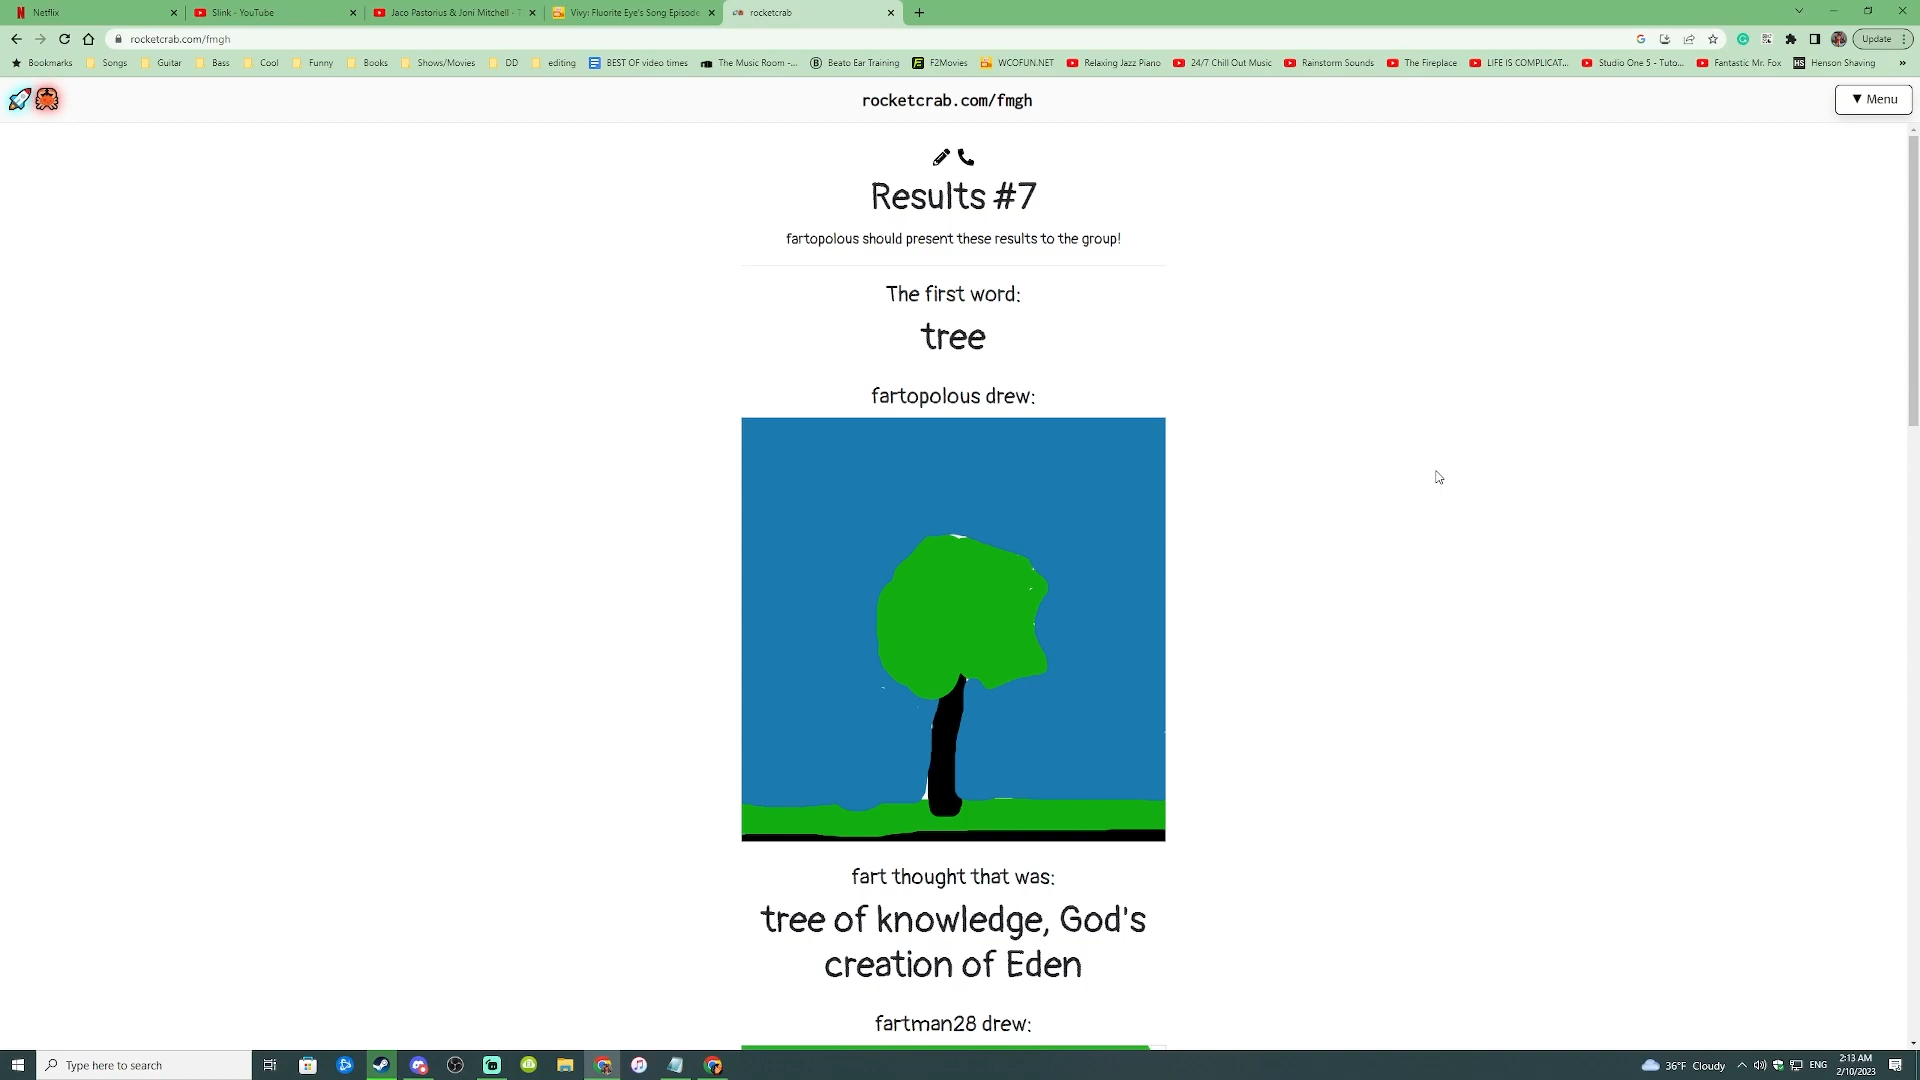 Netflix
Slink - YouTube
Jaco Pastorius & Joni Mitchell - T
Vivy: Fluorite Eye's Song Episode
rocketcrab
rocketcrab.com/fmgh
Update
Bookmarks
Songs
Guitar
Bass
Cool
Funny
Books
Shows/Movies
DD
editing
BEST OF video times
The Music Room -...
Beato Ear Training
F2Movies
WCOFUN.NET
Relaxing Jazz Piano
24/7 Chill Out Music
Rainstorm Sounds
The Fireplace
LIFE IS COMPLICAT...
Studio One 5 - Tuto...
Fantastic Mr. Fox
HS Henson Shaving
rocketcrab.com/fmgh
▼ Menu
Results #7
fartopolous should present these results to the group!
The first word:
tree
fartopolous drew:
fart thought that was:
tree of knowledge, God's
creation of Eden
fartman28 drew:
Type here to search
36°F Cloudy
ENG
2:13 AM
2/10/2023